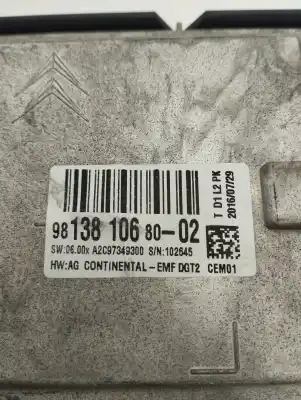 98 138 106 80-02
SW:06.00x A2C97349300 S/N:102645
HW:AG CONTINENTAL-EMF DGT2 CEM01
T D1 L2 PK
2016/07/29